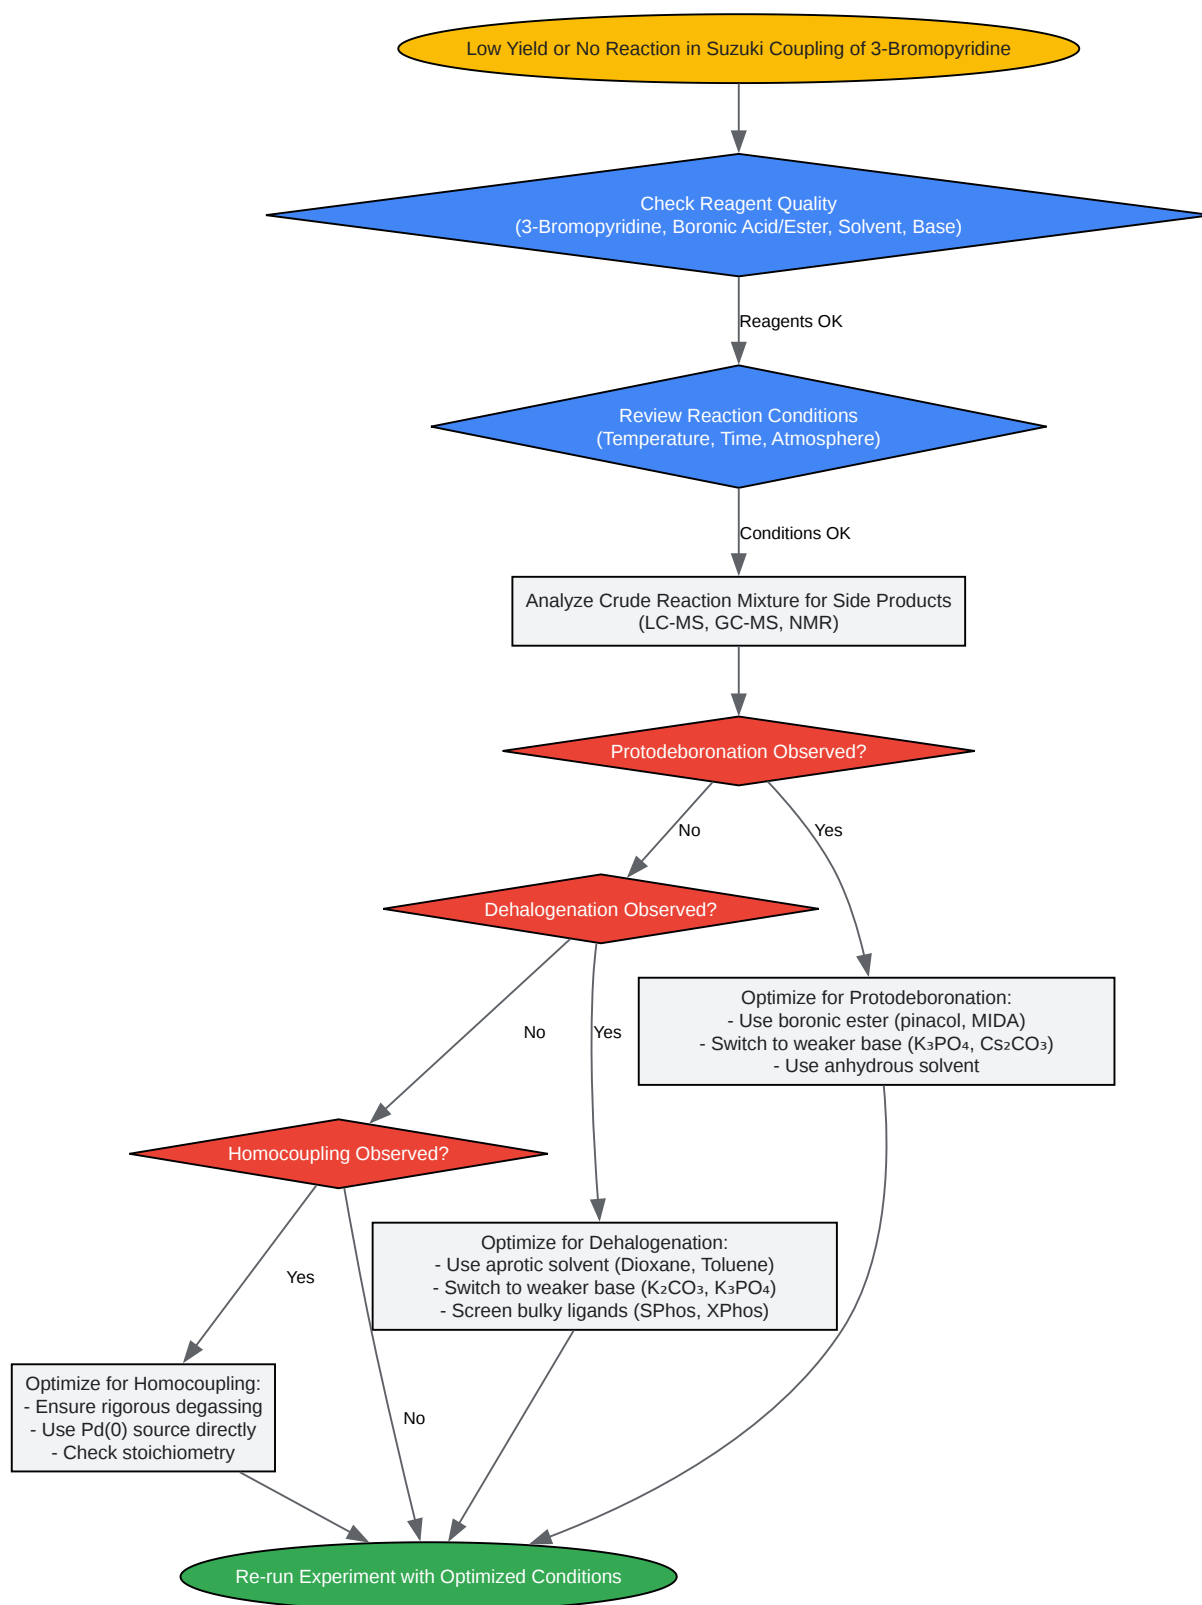 Low Yield or No Reaction in Suzuki Coupling of 3-Bromopyridine
Check Reagent Quality
(3-Bromopyridine, Boronic Acid/Ester, Solvent, Base)
Reagents OK
Review Reaction Conditions
(Temperature, Time, Atmosphere)
Conditions OK
Analyze Crude Reaction Mixture for Side Products
(LC-MS, GC-MS, NMR)
Protodeboronation Observed?
No
Yes
Dehalogenation Observed?
Optimize for Protodeboronation:
- Use boronic ester (pinacol, MIDA)
- Switch to weaker base (K₃PO₄, Cs₂CO₃)
- Use anhydrous solvent
No
Yes
Homocoupling Observed?
Optimize for Dehalogenation:
- Use aprotic solvent (Dioxane, Toluene)
- Switch to weaker base (K₂CO₃, K₃PO₄)
- Screen bulky ligands (SPhos, XPhos)
Yes
No
Optimize for Homocoupling:
- Ensure rigorous degassing
- Use Pd(0) source directly
- Check stoichiometry
Re-run Experiment with Optimized Conditions